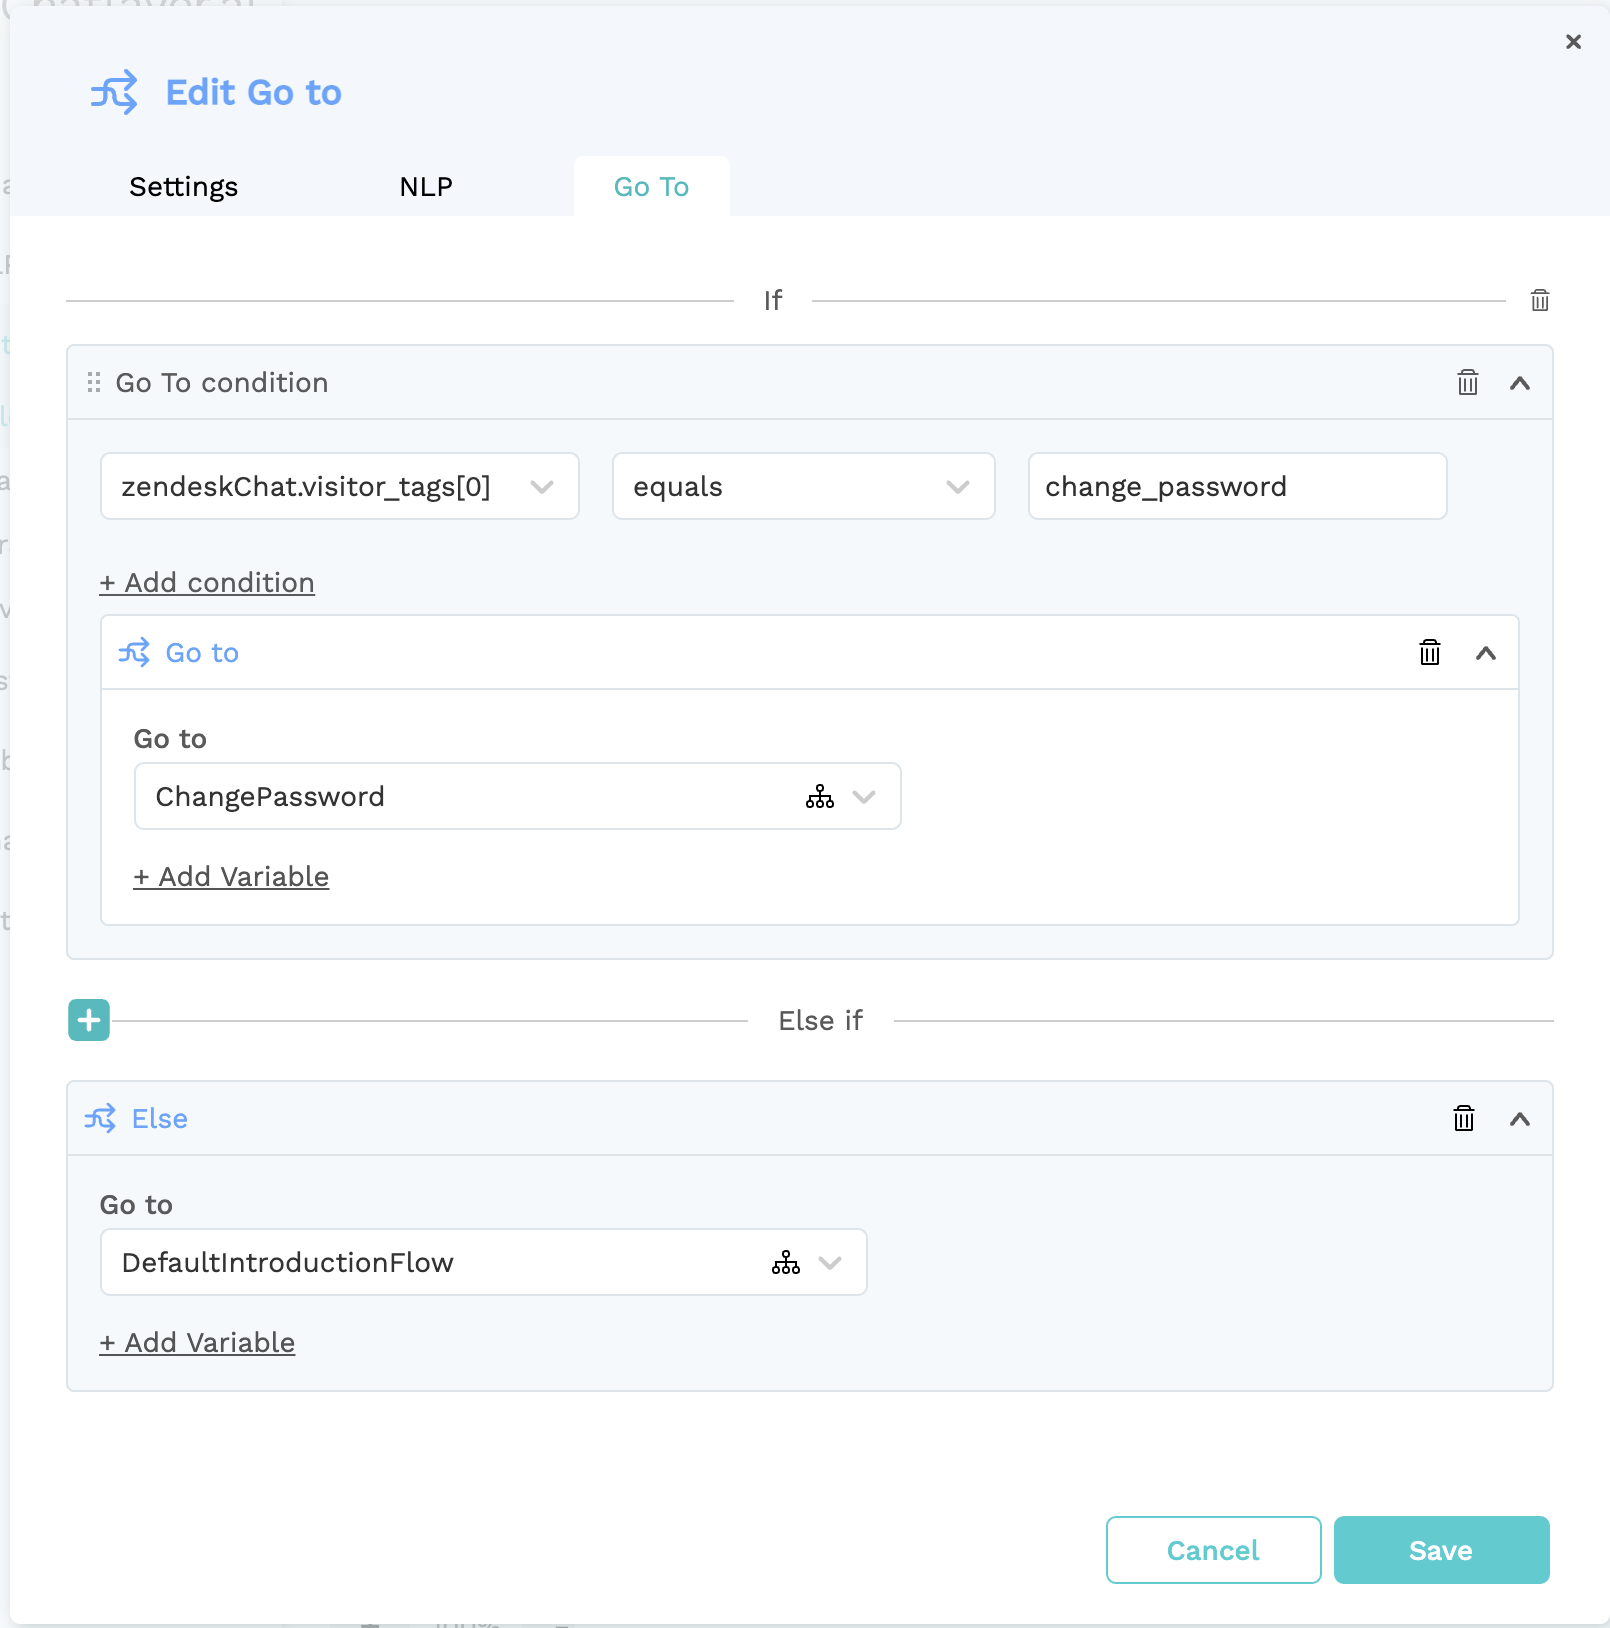 Edit Go to
Settings NLP Go To
If
Go To condition
zendeskChat.visitor_tags[0] equals change_password
+ Add condition
Go to
Go to
ChangePassword
+ Add Variable
Else if
Else
Go to
DefaultIntroductionFlow
+ Add Variable
Cancel Save